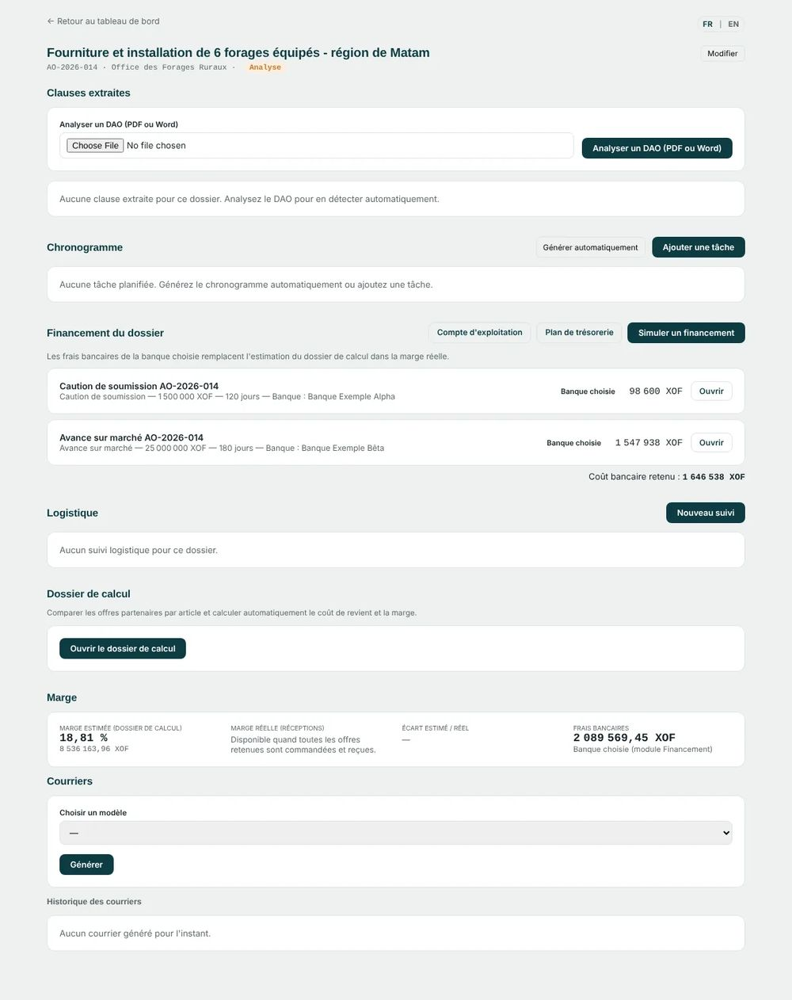 ← Retour au tableau de bord
FR | EN
Fourniture et installation de 6 forages équipés - région de Matam
Modifier
AO-2026-014 · Office des Forages Ruraux · Analyse
Clauses extraites
Analyser un DAO (PDF ou Word)
Choose File No file chosen
Analyser un DAO (PDF ou Word)
Aucune clause extraite pour ce dossier. Analysez le DAO pour en détecter automatiquement.
Chronogramme
Générer automatiquement
Ajouter une tâche
Aucune tâche planifiée. Générez le chronogramme automatiquement ou ajoutez une tâche.
Financement du dossier
Compte d'exploitation
Plan de trésorerie
Simuler un financement
Les frais bancaires de la banque choisie remplacent l'estimation du dossier de calcul dans la marge réelle.
Caution de soumission AO-2026-014
Caution de soumission — 1 500 000 XOF — 120 jours — Banque : Banque Exemple Alpha
Banque choisie 98 600 XOF Ouvrir
Avance sur marché AO-2026-014
Avance sur marché — 25 000 000 XOF — 180 jours — Banque : Banque Exemple Bêta
Banque choisie 1 547 938 XOF Ouvrir
Coût bancaire retenu : 1 646 538 XOF
Logistique
Nouveau suivi
Aucun suivi logistique pour ce dossier.
Dossier de calcul
Comparer les offres partenaires par article et calculer automatiquement le coût de revient et la marge.
Ouvrir le dossier de calcul
Marge
MARGE ESTIMÉE (DOSSIER DE CALCUL)
18,81 %
8 536 163,96 XOF
MARGE RÉELLE (RÉCEPTIONS)
Disponible quand toutes les offres
retenues sont commandées et reçues.
ÉCART ESTIMÉ / RÉEL
—
FRAIS BANCAIRES
2 089 569,45 XOF
Banque choisie (module Financement)
Courriers
Choisir un modèle
—
Générer
Historique des courriers
Aucun courrier généré pour l'instant.